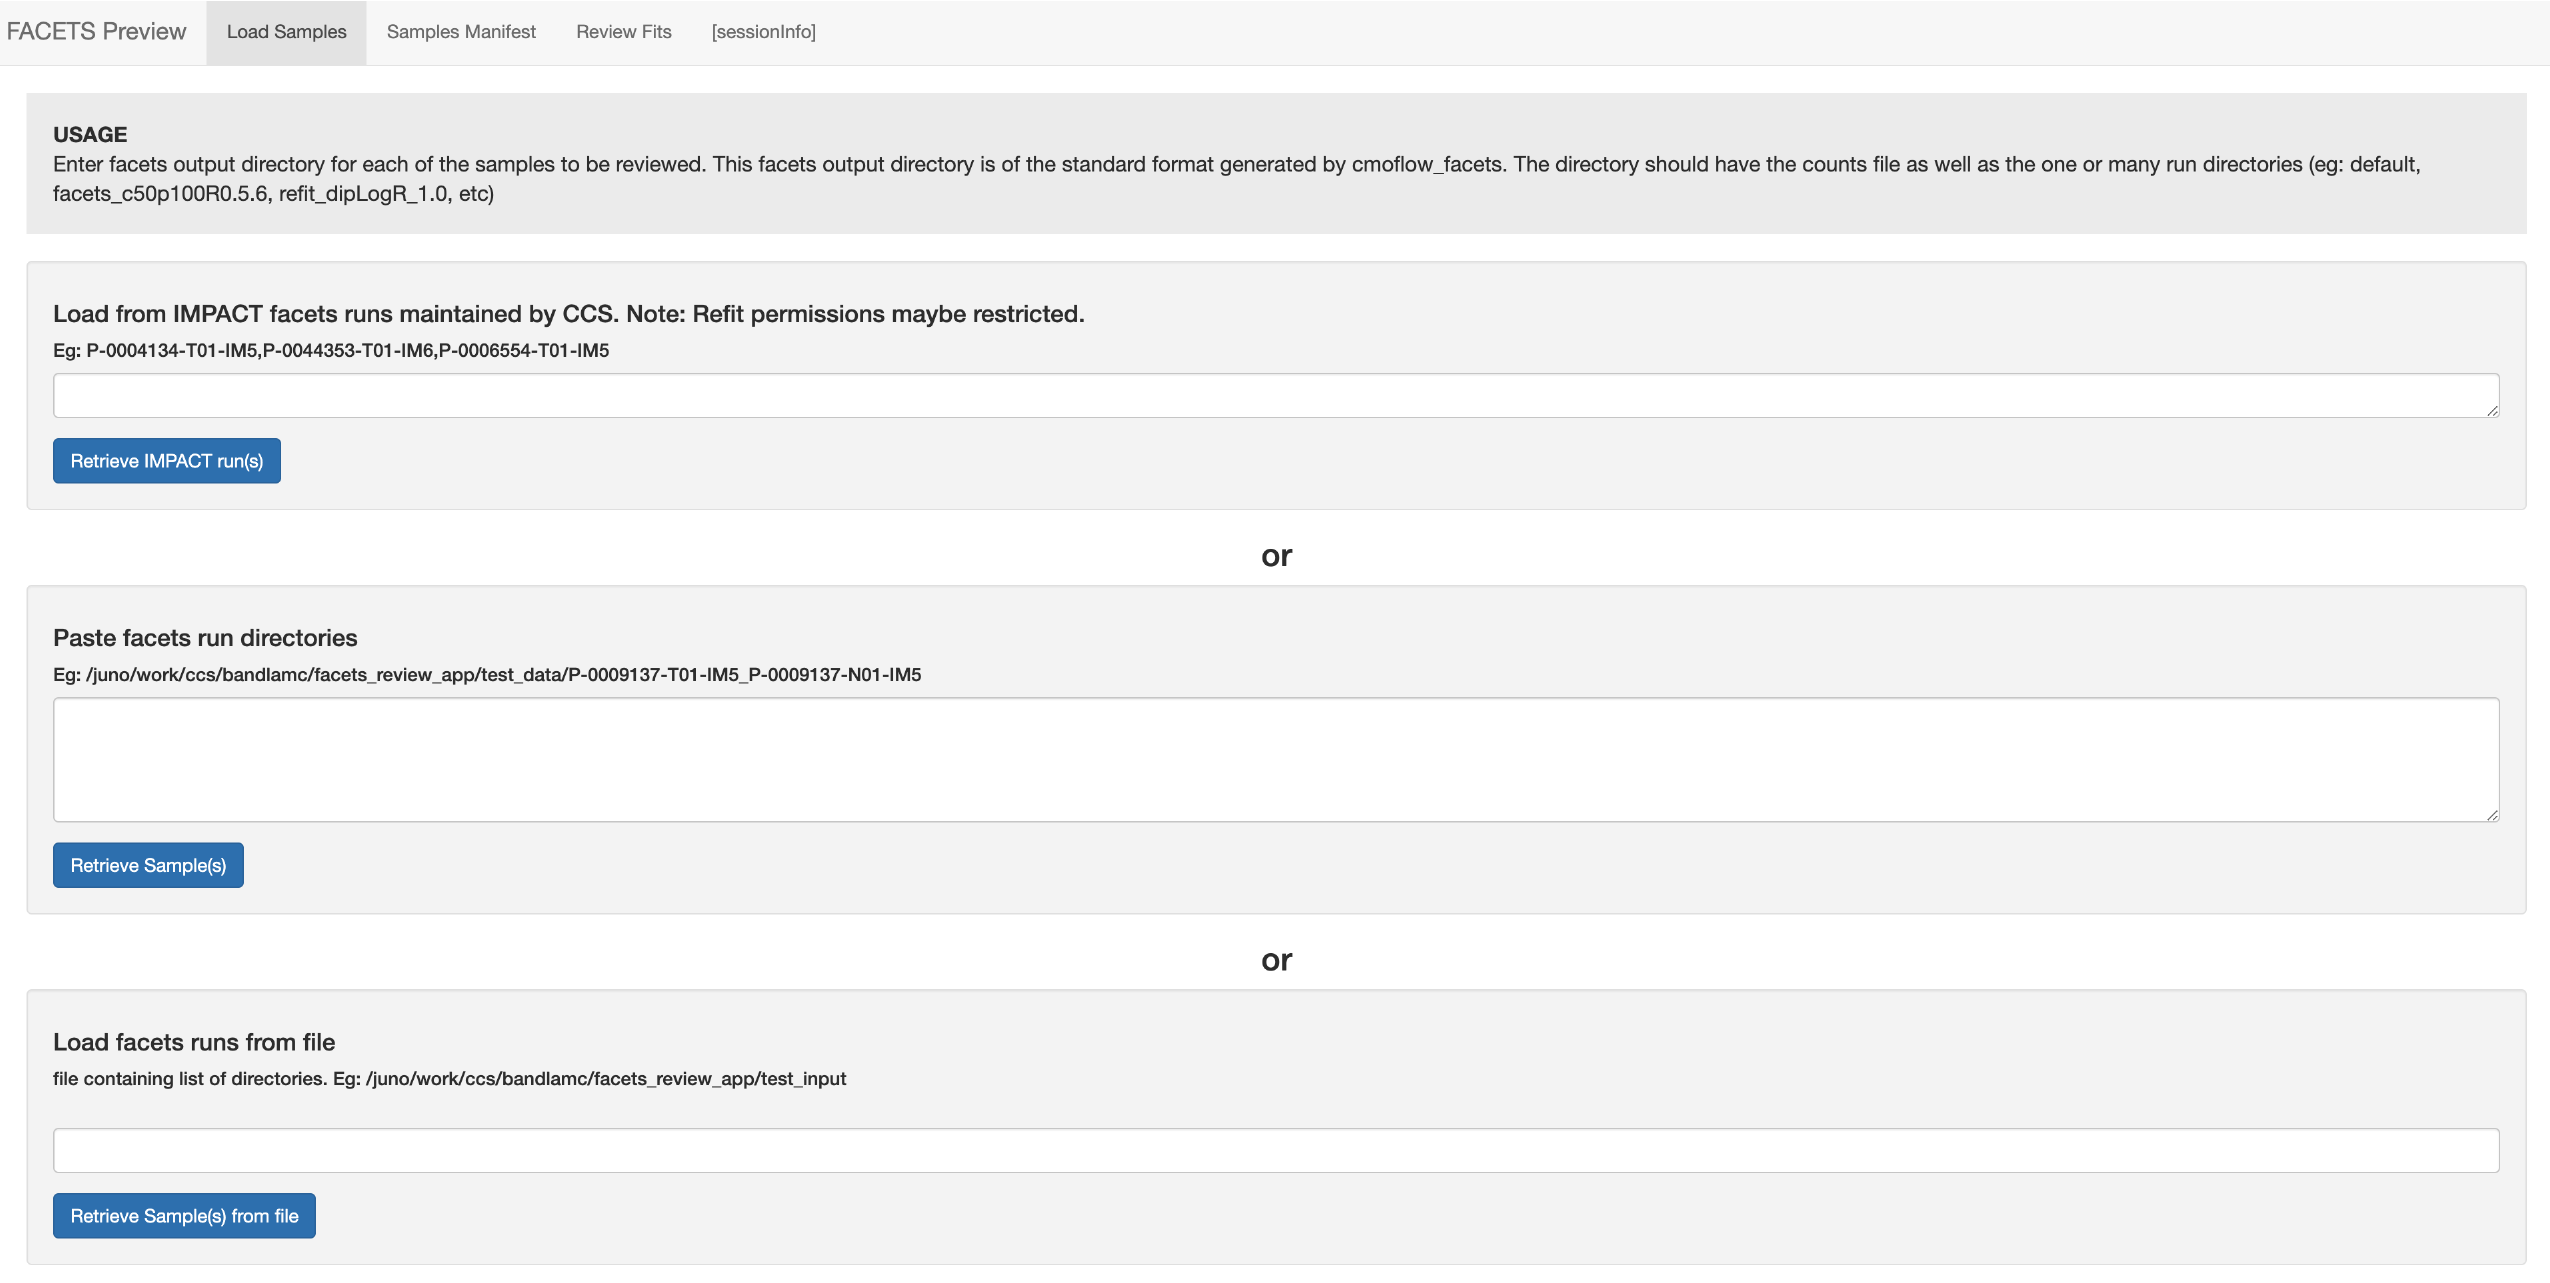 FACETS Preview
Load Samples
Samples Manifest
Review Fits
[sessionInfo]
USAGE
Enter facets output directory for each of the samples to be reviewed. This facets output directory is of the standard format generated by cmoflow_facets. The directory should have the counts file as well as the one or many run directories (eg: default,
facets_c50p100R0.5.6, refit_dipLogR_1.0, etc)
Load from IMPACT facets runs maintained by CCS. Note: Refit permissions maybe restricted.
Eg: P-0004134-T01-IM5,P-0044353-T01-IM6,P-0006554-T01-IM5
Retrieve IMPACT run(s)
or
Paste facets run directories
Eg: /juno/work/ccs/bandlamc/facets_review_app/test_data/P-0009137-T01-IM5_P-0009137-N01-IM5
Retrieve Sample(s)
or
Load facets runs from file
file containing list of directories. Eg: /juno/work/ccs/bandlamc/facets_review_app/test_input
Retrieve Sample(s) from file